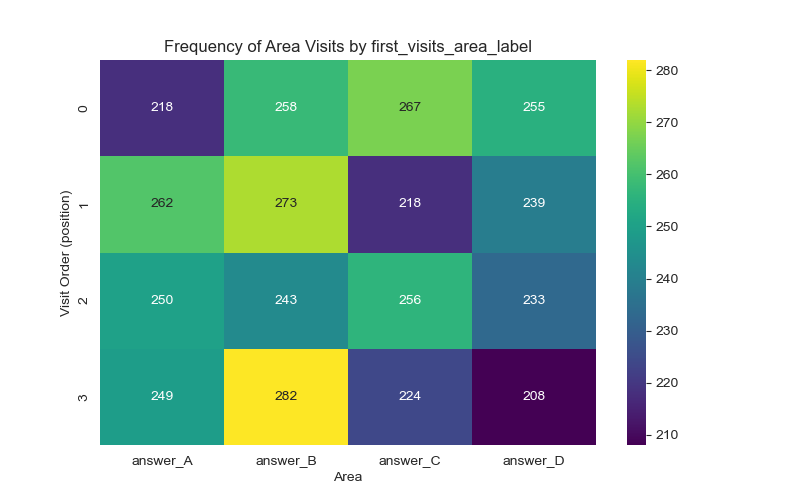 Frequency of Area Visits by first_visits_area_label
Visit Order (position)
0 218 258 267 255
1 262 273 218 239
2 250 243 256 233
3 249 282 224 208
answer_A answer_B answer_C answer_D
Area
280
270
260
250
240
230
220
210